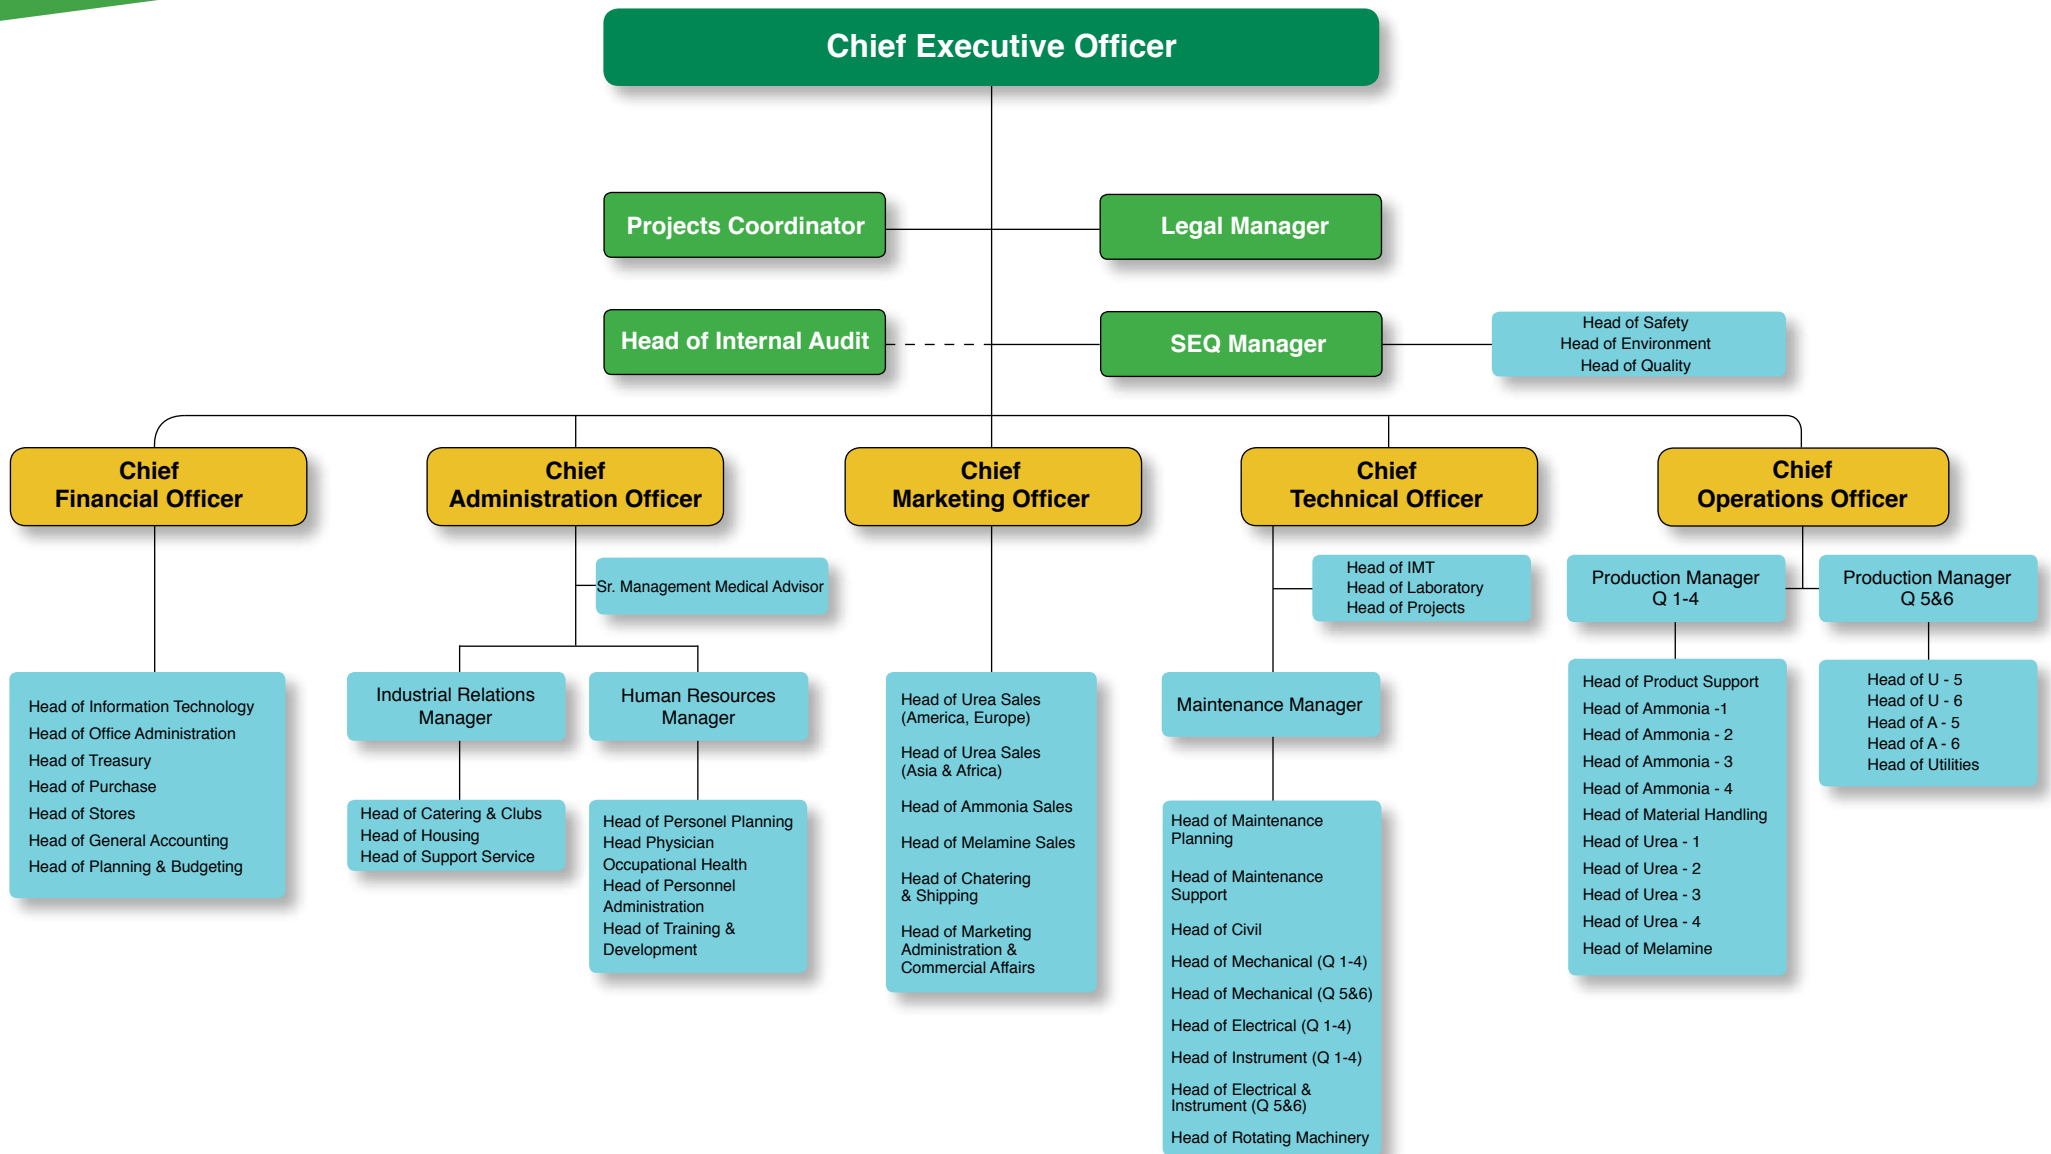 Chief Executive Officer
Projects Coordinator
Legal Manager
Head of Internal Audit
SEQ Manager
Head of Safety
Head of Environment
Head of Quality
Chief
Financial Officer
Chief
Administration Officer
Chief
Marketing Officer
Chief
Technical Officer
Chief
Operations Officer
Sr. Management Medical Advisor
Head of IMT
Head of Laboratory
Head of Projects
Production Manager
Q 1-4
Production Manager
Q 5&6
Head of Information Technology
Head of Office Administration
Head of Treasury
Head of Purchase
Head of Stores
Head of General Accounting
Head of Planning & Budgeting
Industrial Relations
Manager
Human Resources
Manager
Head of Catering & Clubs
Head of Housing
Head of Support Service
Head of Personel Planning
Head Physician
Occupational Health
Head of Personnel
Administration
Head of Training &
Development
Head of Urea Sales
(America, Europe)
Head of Urea Sales
(Asia & Africa)
Head of Ammonia Sales
Head of Melamine Sales
Head of Chatering
& Shipping
Head of Marketing
Administration &
Commercial Affairs
Maintenance Manager
Head of Maintenance
Planning
Head of Maintenance
Support
Head of Civil
Head of Mechanical (Q 1-4)
Head of Mechanical (Q 5&6)
Head of Electrical (Q 1-4)
Head of Instrument (Q 1-4)
Head of Electrical &
Instrument (Q 5&6)
Head of Rotating Machinery
Head of Product Support
Head of Ammonia -1
Head of Ammonia - 2
Head of Ammonia - 3
Head of Ammonia - 4
Head of Material Handling
Head of Urea - 1
Head of Urea - 2
Head of Urea - 3
Head of Urea - 4
Head of Melamine
Head of U - 5
Head of U - 6
Head of A - 5
Head of A - 6
Head of Utilities